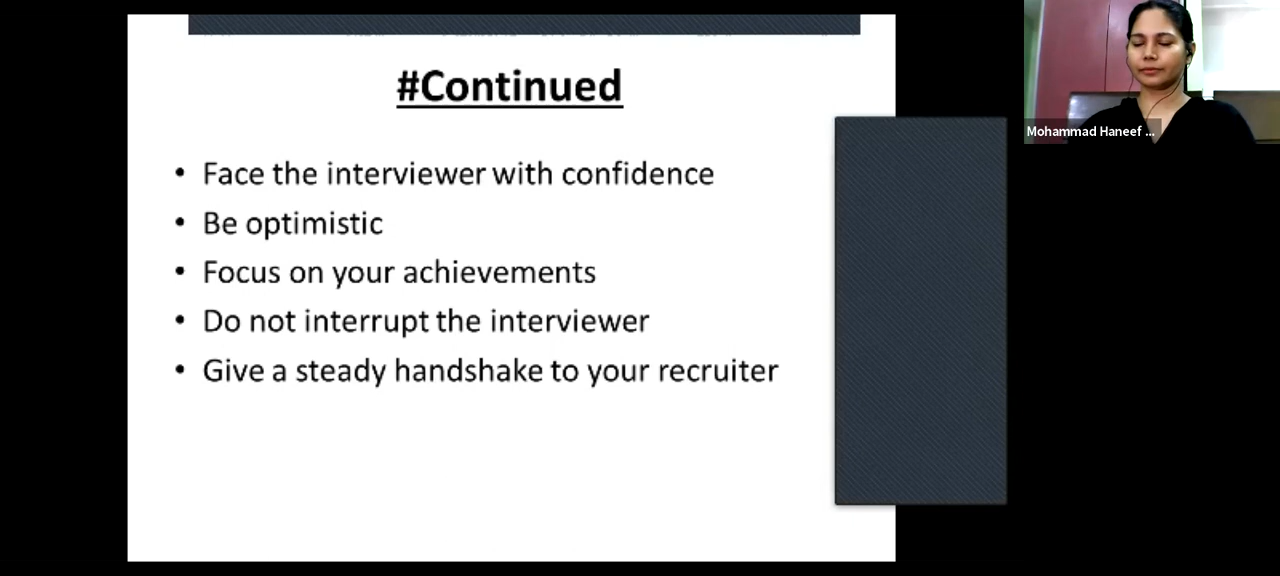 #Continued
• Face the interviewer with confidence
• Be optimistic
• Focus on your achievements
• Do not interrupt the interviewer
• Give a steady handshake to your recruiter
Mohammad Haneef ...